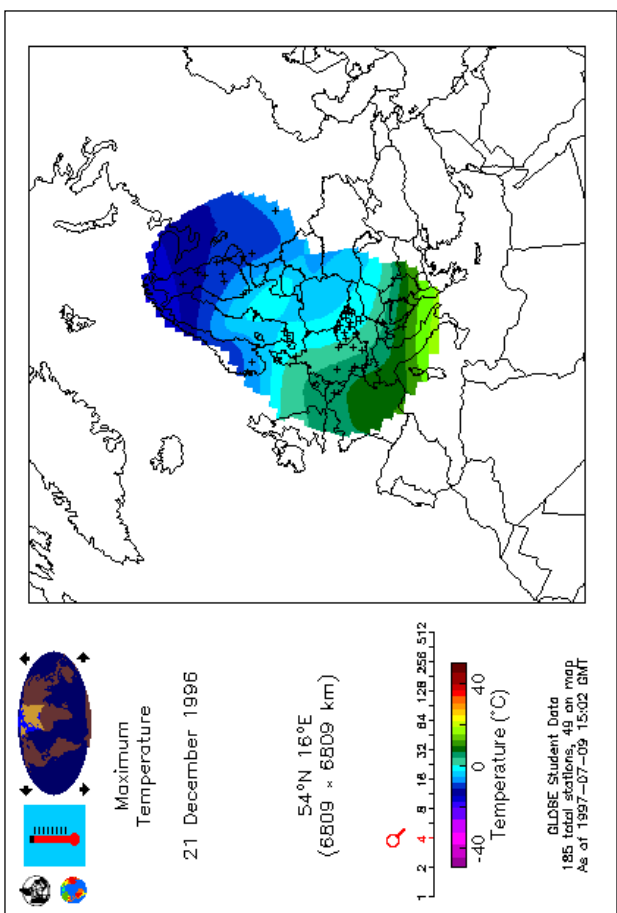 Maximum
Temperature
21 December 1996
54°N 16°E
(6809 × 6809 km)
1 2 4 8 16 32 64 128 256 512
-40 0 40
Temperature (°C)
GLOBE Student Data
185 total stations, 49 on map
As of 1997-07-09 15:02 GMT